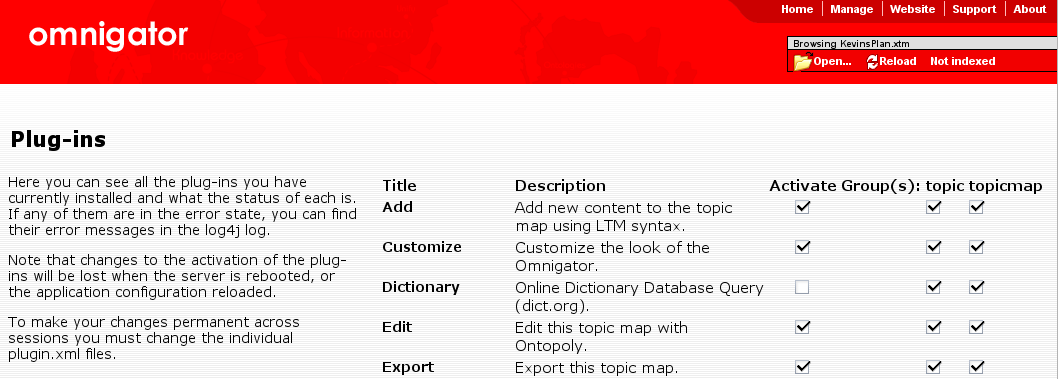 omnigator
Home Manage Website Support About
Browsing KevinsPlan.xtm
Open... Reload Not indexed
Plug-ins
Here you can see all the plug-ins you have
currently installed and what the status of each is.
If any of them are in the error state, you can find
their error messages in the log4j log.
Note that changes to the activation of the plug-
ins will be lost when the server is rebooted, or
the application configuration reloaded.
To make your changes permanent across
sessions you must change the individual
plugin.xml files.
Title Description Activate Group(s): topic topicmap
Add Add new content to the topic
map using LTM syntax.
Customize Customize the look of the
Omnigator.
Dictionary Online Dictionary Database Query
(dict.org).
Edit Edit this topic map with
Ontopoly.
Export Export this topic map.